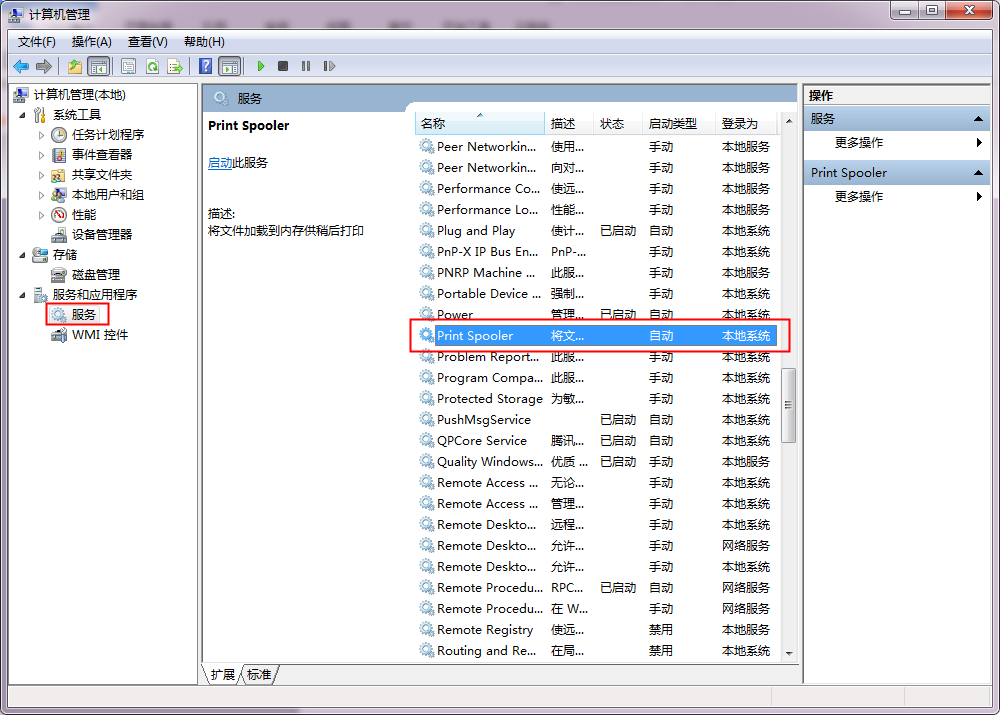 计算机管理
文件(F) 操作(A) 查看(V) 帮助(H)
计算机管理(本地)
系统工具
任务计划程序
事件查看器
共享文件夹
本地用户和组
性能
设备管理器
存储
磁盘管理
服务和应用程序
服务
WMI 控件
服务
Print Spooler
启动此服务
描述:
将文件加载到内存供稍后打印
名称 描述 状态 启动类型 登录为
Peer Networkin... 使用... 手动 本地服务
Peer Networkin... 向对... 手动 本地服务
Performance Co... 使远... 手动 本地服务
Performance Lo... 性能... 手动 本地服务
Plug and Play 使计... 已启动 自动 本地系统
PnP-X IP Bus En... PnP-... 手动 本地系统
PNRP Machine ... 此服... 手动 本地服务
Portable Device ... 强制... 手动 本地系统
Power 管理... 已启动 自动 本地系统
Print Spooler 将文... 自动 本地系统
Problem Report... 此服... 手动 本地系统
Program Compa... 此服... 手动 本地系统
Protected Storage 为敏... 手动 本地系统
PushMsgService 已启动 自动 本地系统
QPCore Service 腾讯... 已启动 自动 本地系统
Quality Windows... 优质 ... 已启动 手动 本地服务
Remote Access ... 无论... 手动 本地系统
Remote Access ... 管理... 手动 本地系统
Remote Deskto... 远程... 手动 本地系统
Remote Deskto... 允许... 手动 网络服务
Remote Deskto... 允许... 手动 本地系统
Remote Procedu... RPC... 已启动 自动 网络服务
Remote Procedu... 在 W... 手动 网络服务
Remote Registry 使远... 禁用 本地服务
Routing and Re... 在局... 禁用 本地系统
扩展 标准
操作
服务
更多操作
Print Spooler
更多操作